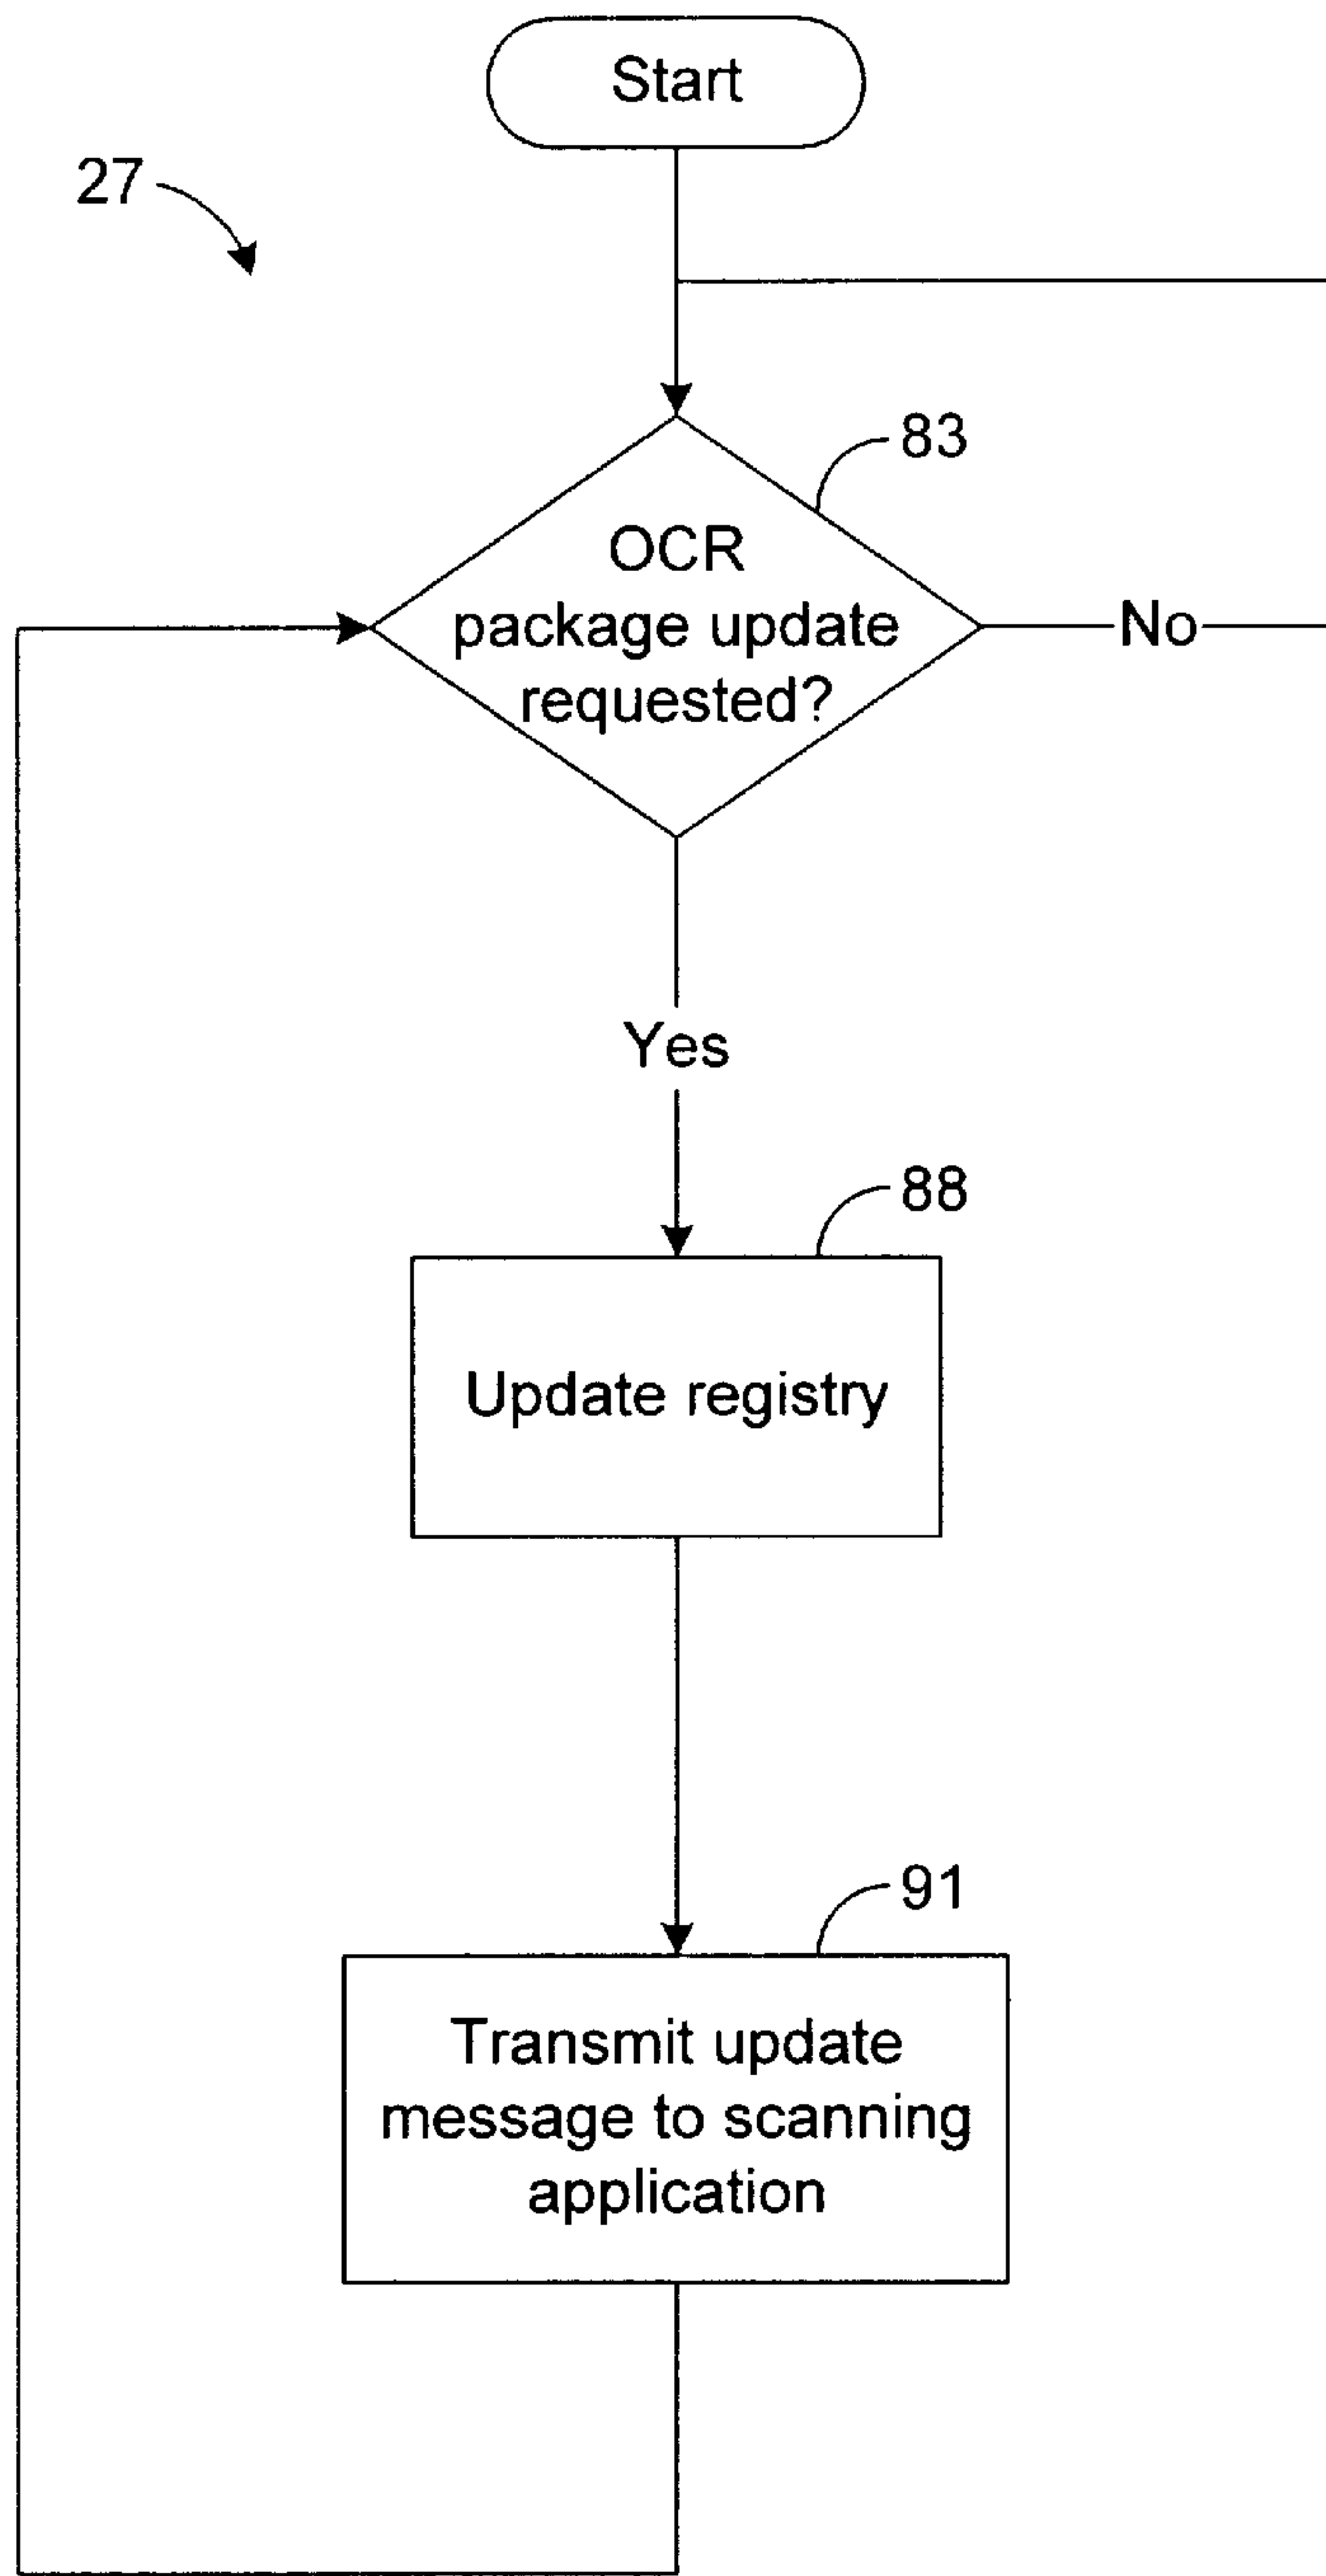 Start
27
83
OCR
package update
requested?
No
Yes
88
Update registry
91
Transmit update
message to scanning
application